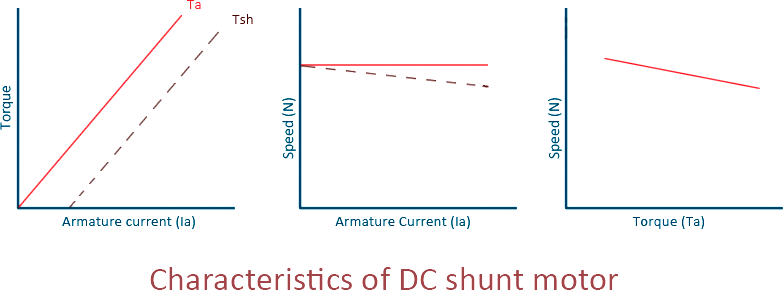 Ta
Tsh
Torque
Armature current (Ia)
Speed (N)
Armature Current (Ia)
Speed (N)
Torque (Ta)
Characteristics of DC shunt motor